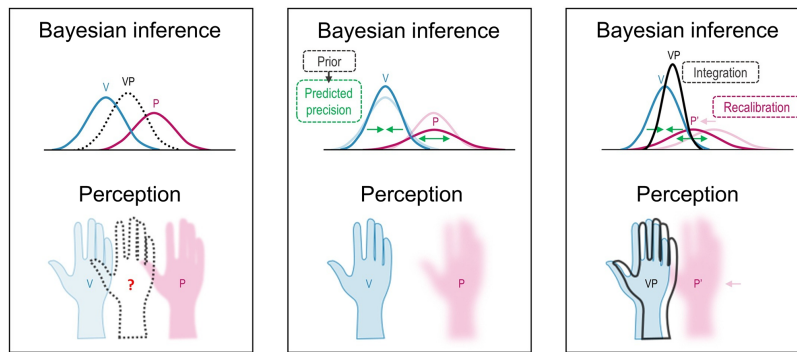 Bayesian inference
VP
V
P
Perception
V
?
P
Bayesian inference
Prior
Predicted
precision
V
P
Perception
V
P
Bayesian inference
VP
Integration
V
Recalibration
P'
Perception
VP
P'